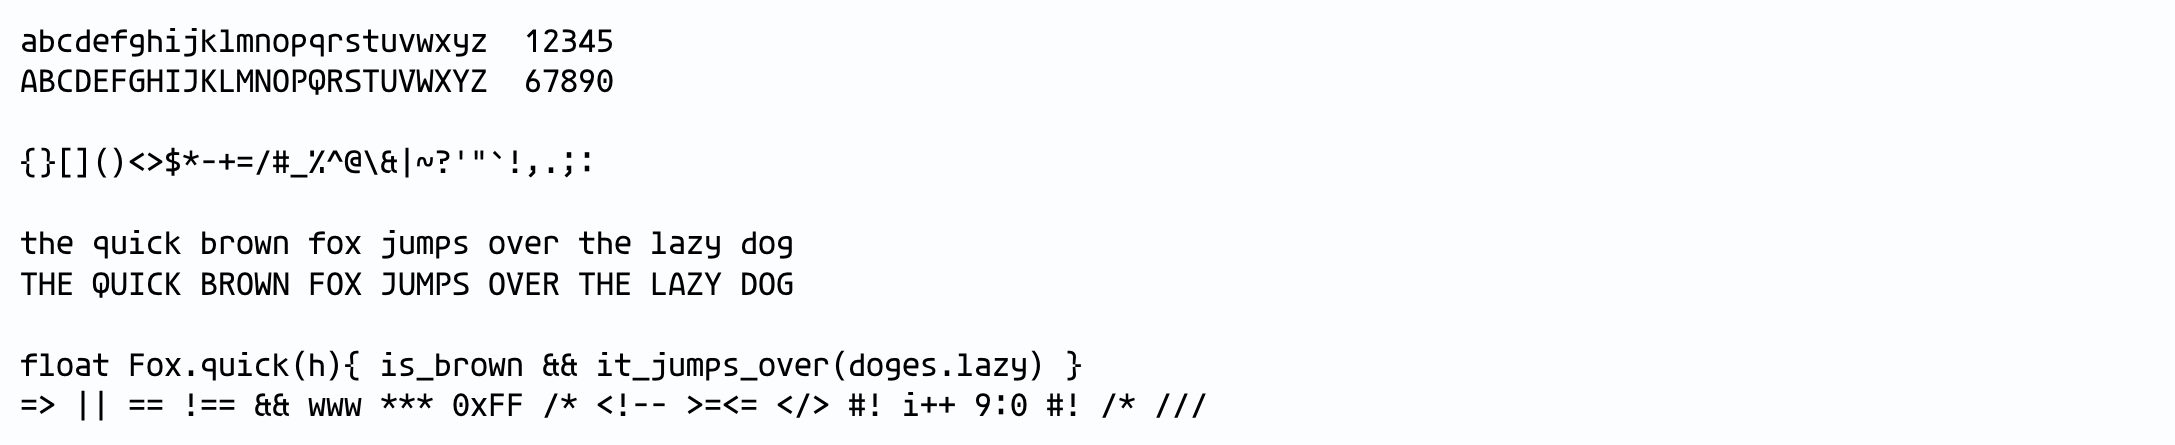 abcdefghijklmnopqrstuvwxyz  12345
ABCDEFGHIJKLMNOPQRSTUVWXYZ  67890
{}[]()<>$*-+=/#_%^@\&|~?'"`!,.;:
the quick brown fox jumps over the lazy dog
THE QUICK BROWN FOX JUMPS OVER THE LAZY DOG
float Fox.quick(h){ is_brown && it_jumps_over(doges.lazy) }
=> || == !== && www *** 0xFF /* <!-- >=<= </> #! i++ 9:0 #! /* ///